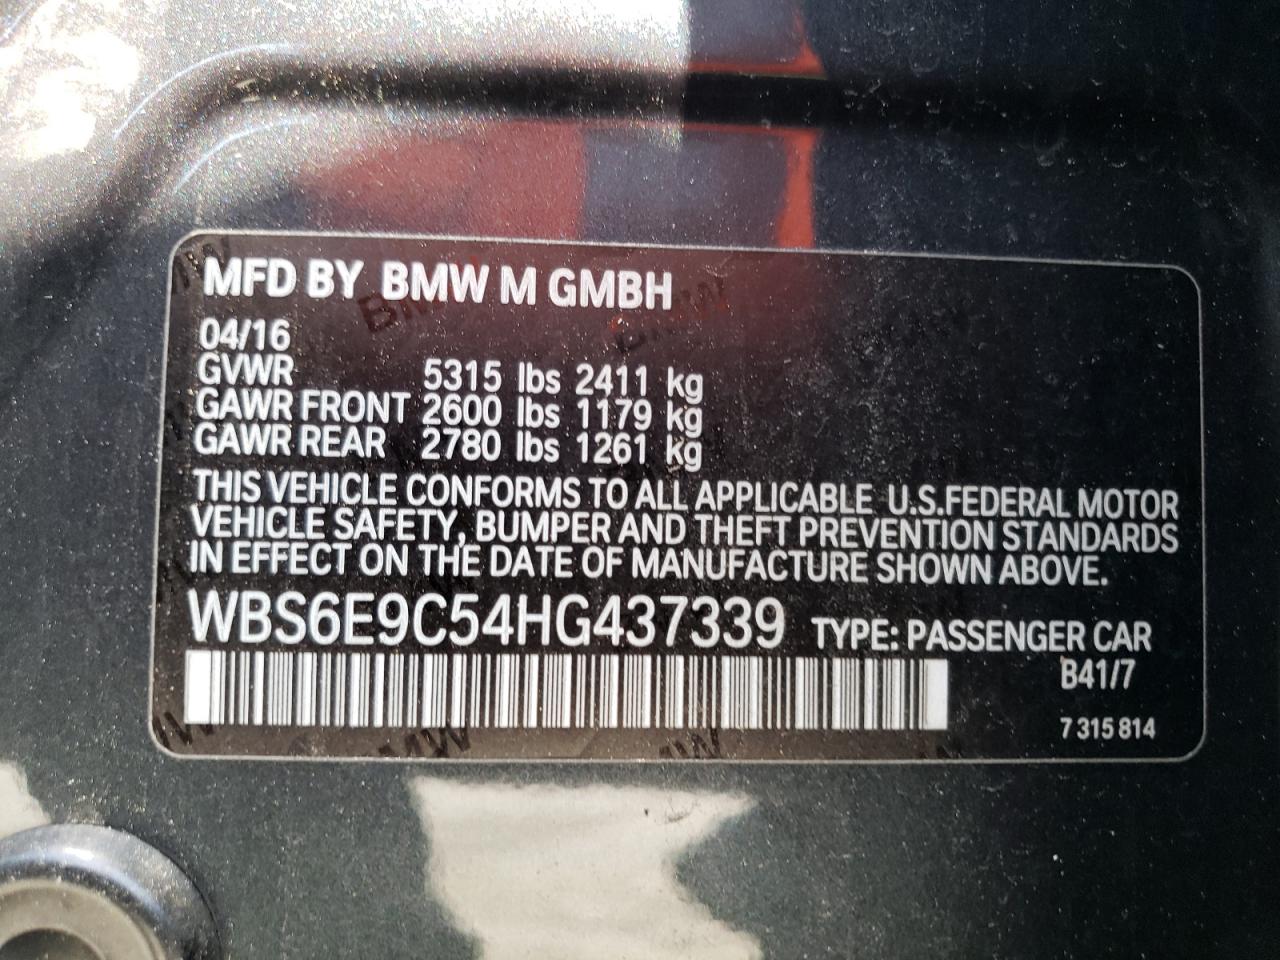 MFD BY BMW M GMBH
04/16
GVWR 5315 lbs 2411 kg
GAWR FRONT 2600 lbs 1179 kg
GAWR REAR 2780 lbs 1261 kg
THIS VEHICLE CONFORMS TO ALL APPLICABLE U.S.FEDERAL MOTOR
VEHICLE SAFETY, BUMPER AND THEFT PREVENTION STANDARDS
IN EFFECT ON THE DATE OF MANUFACTURE SHOWN ABOVE.
WBS6E9C54HG437339 TYPE: PASSENGER CAR
B41/7
7 315 814